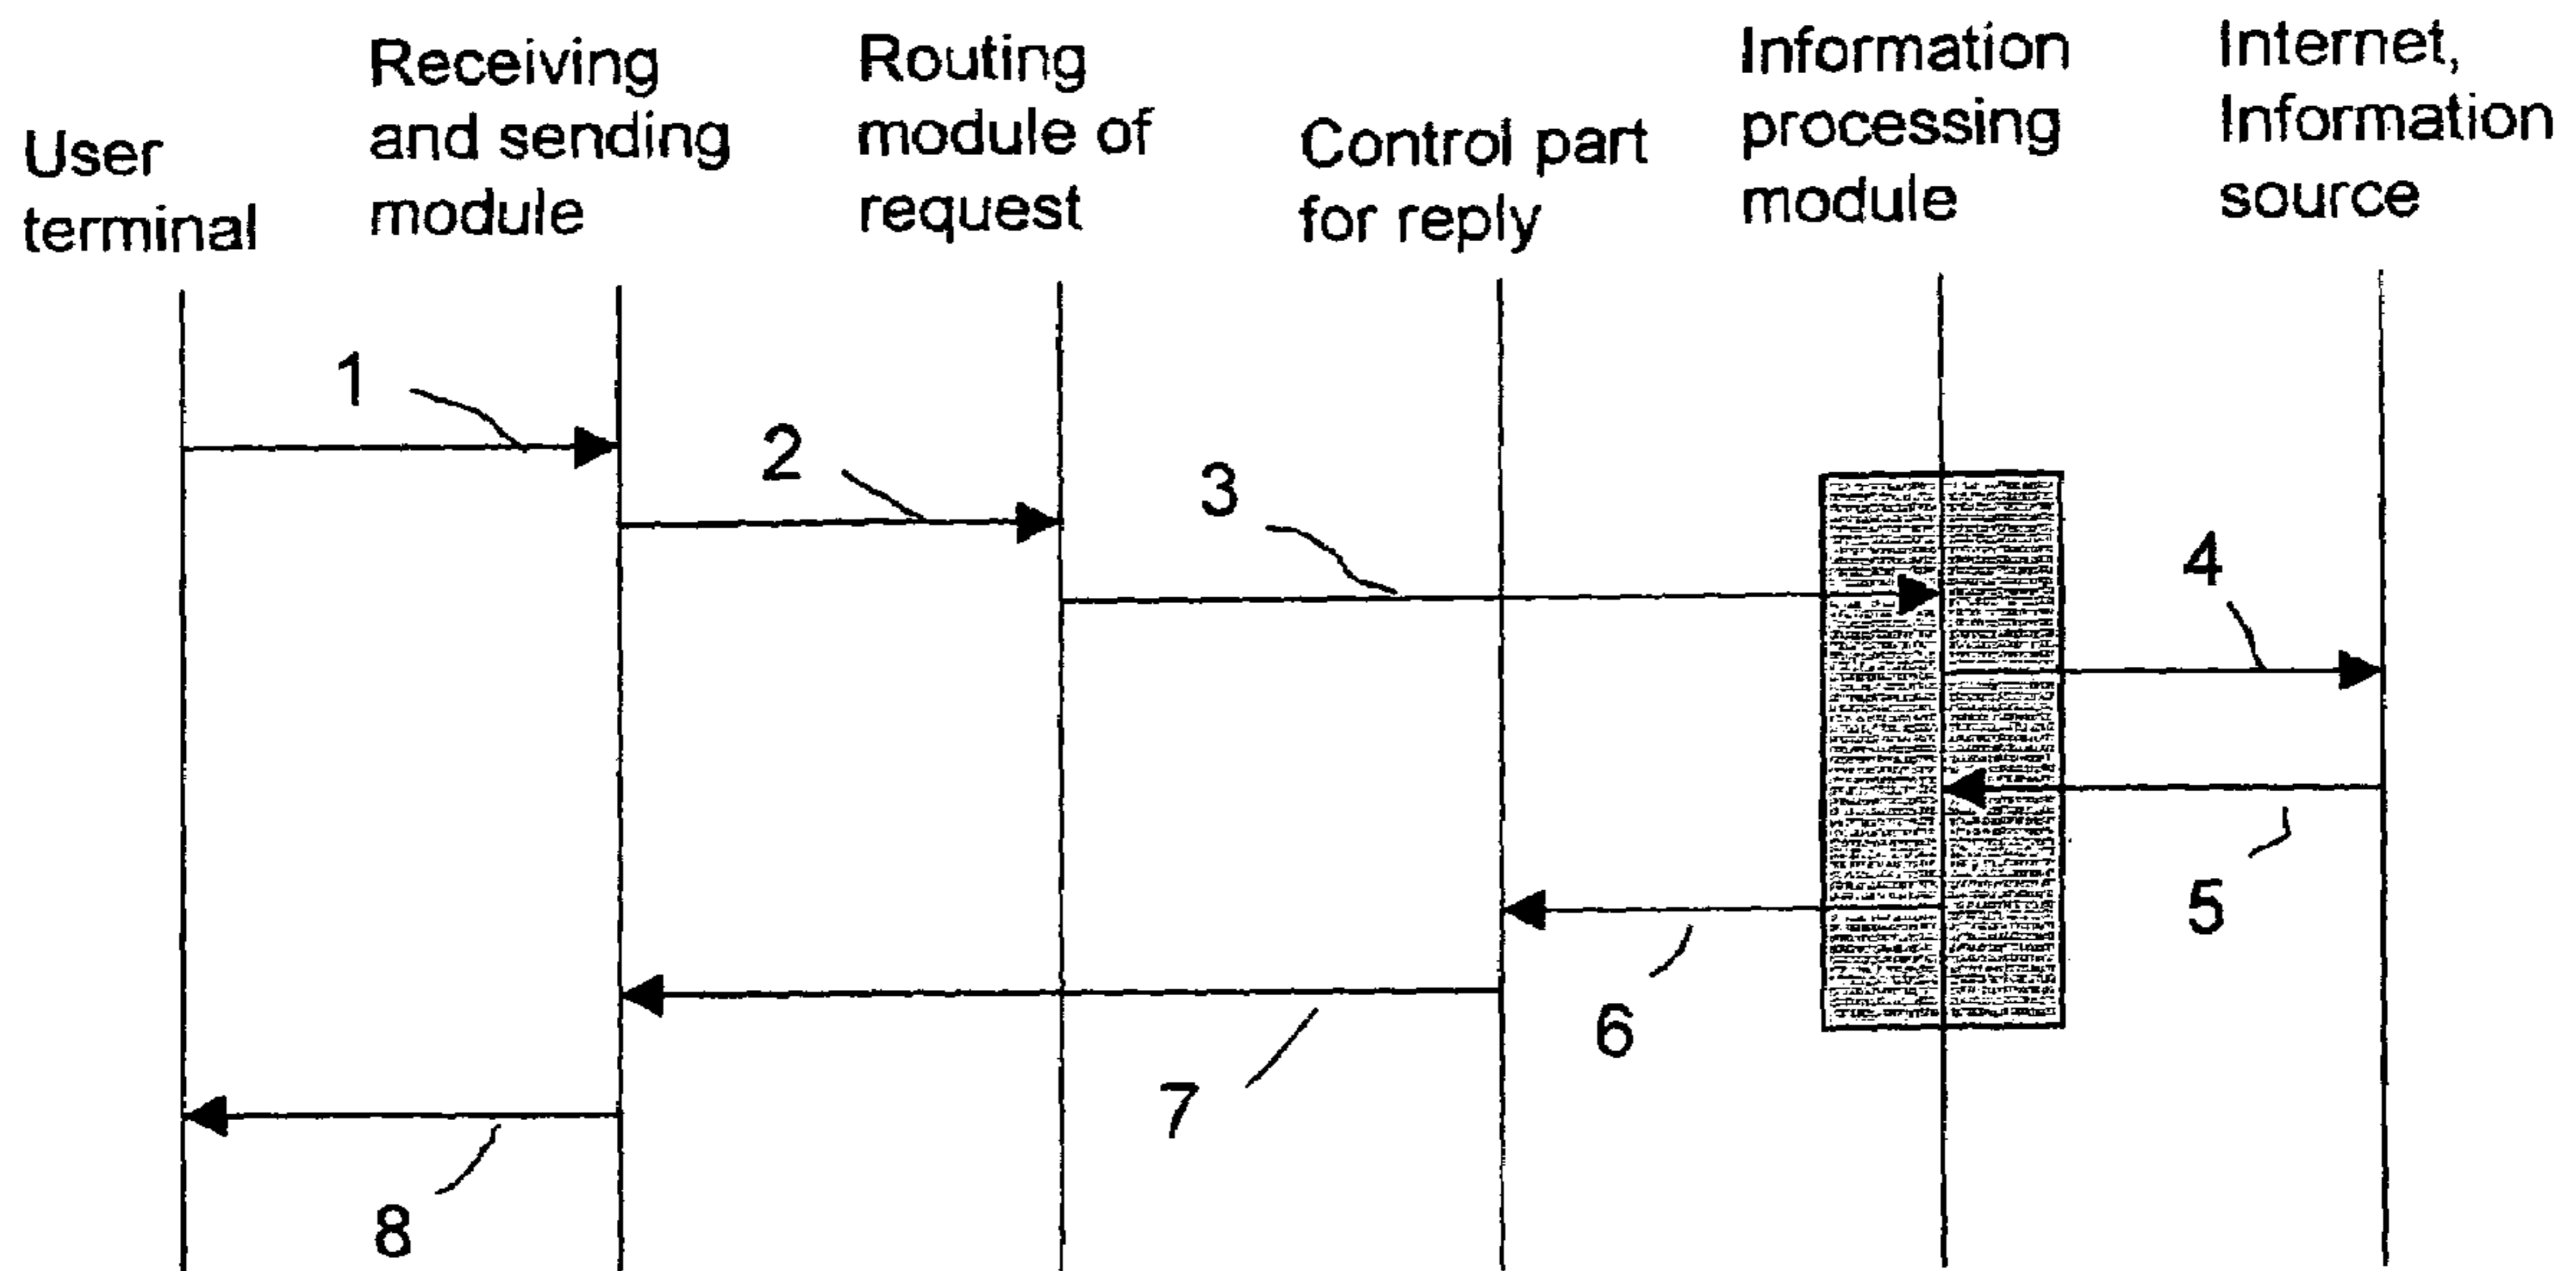 User
terminal
Receiving
and sending
module
Routing
module of
request
Control part
for reply
Information
processing
module
Internet,
Information
source
1
2
3
4
5
6
7
8